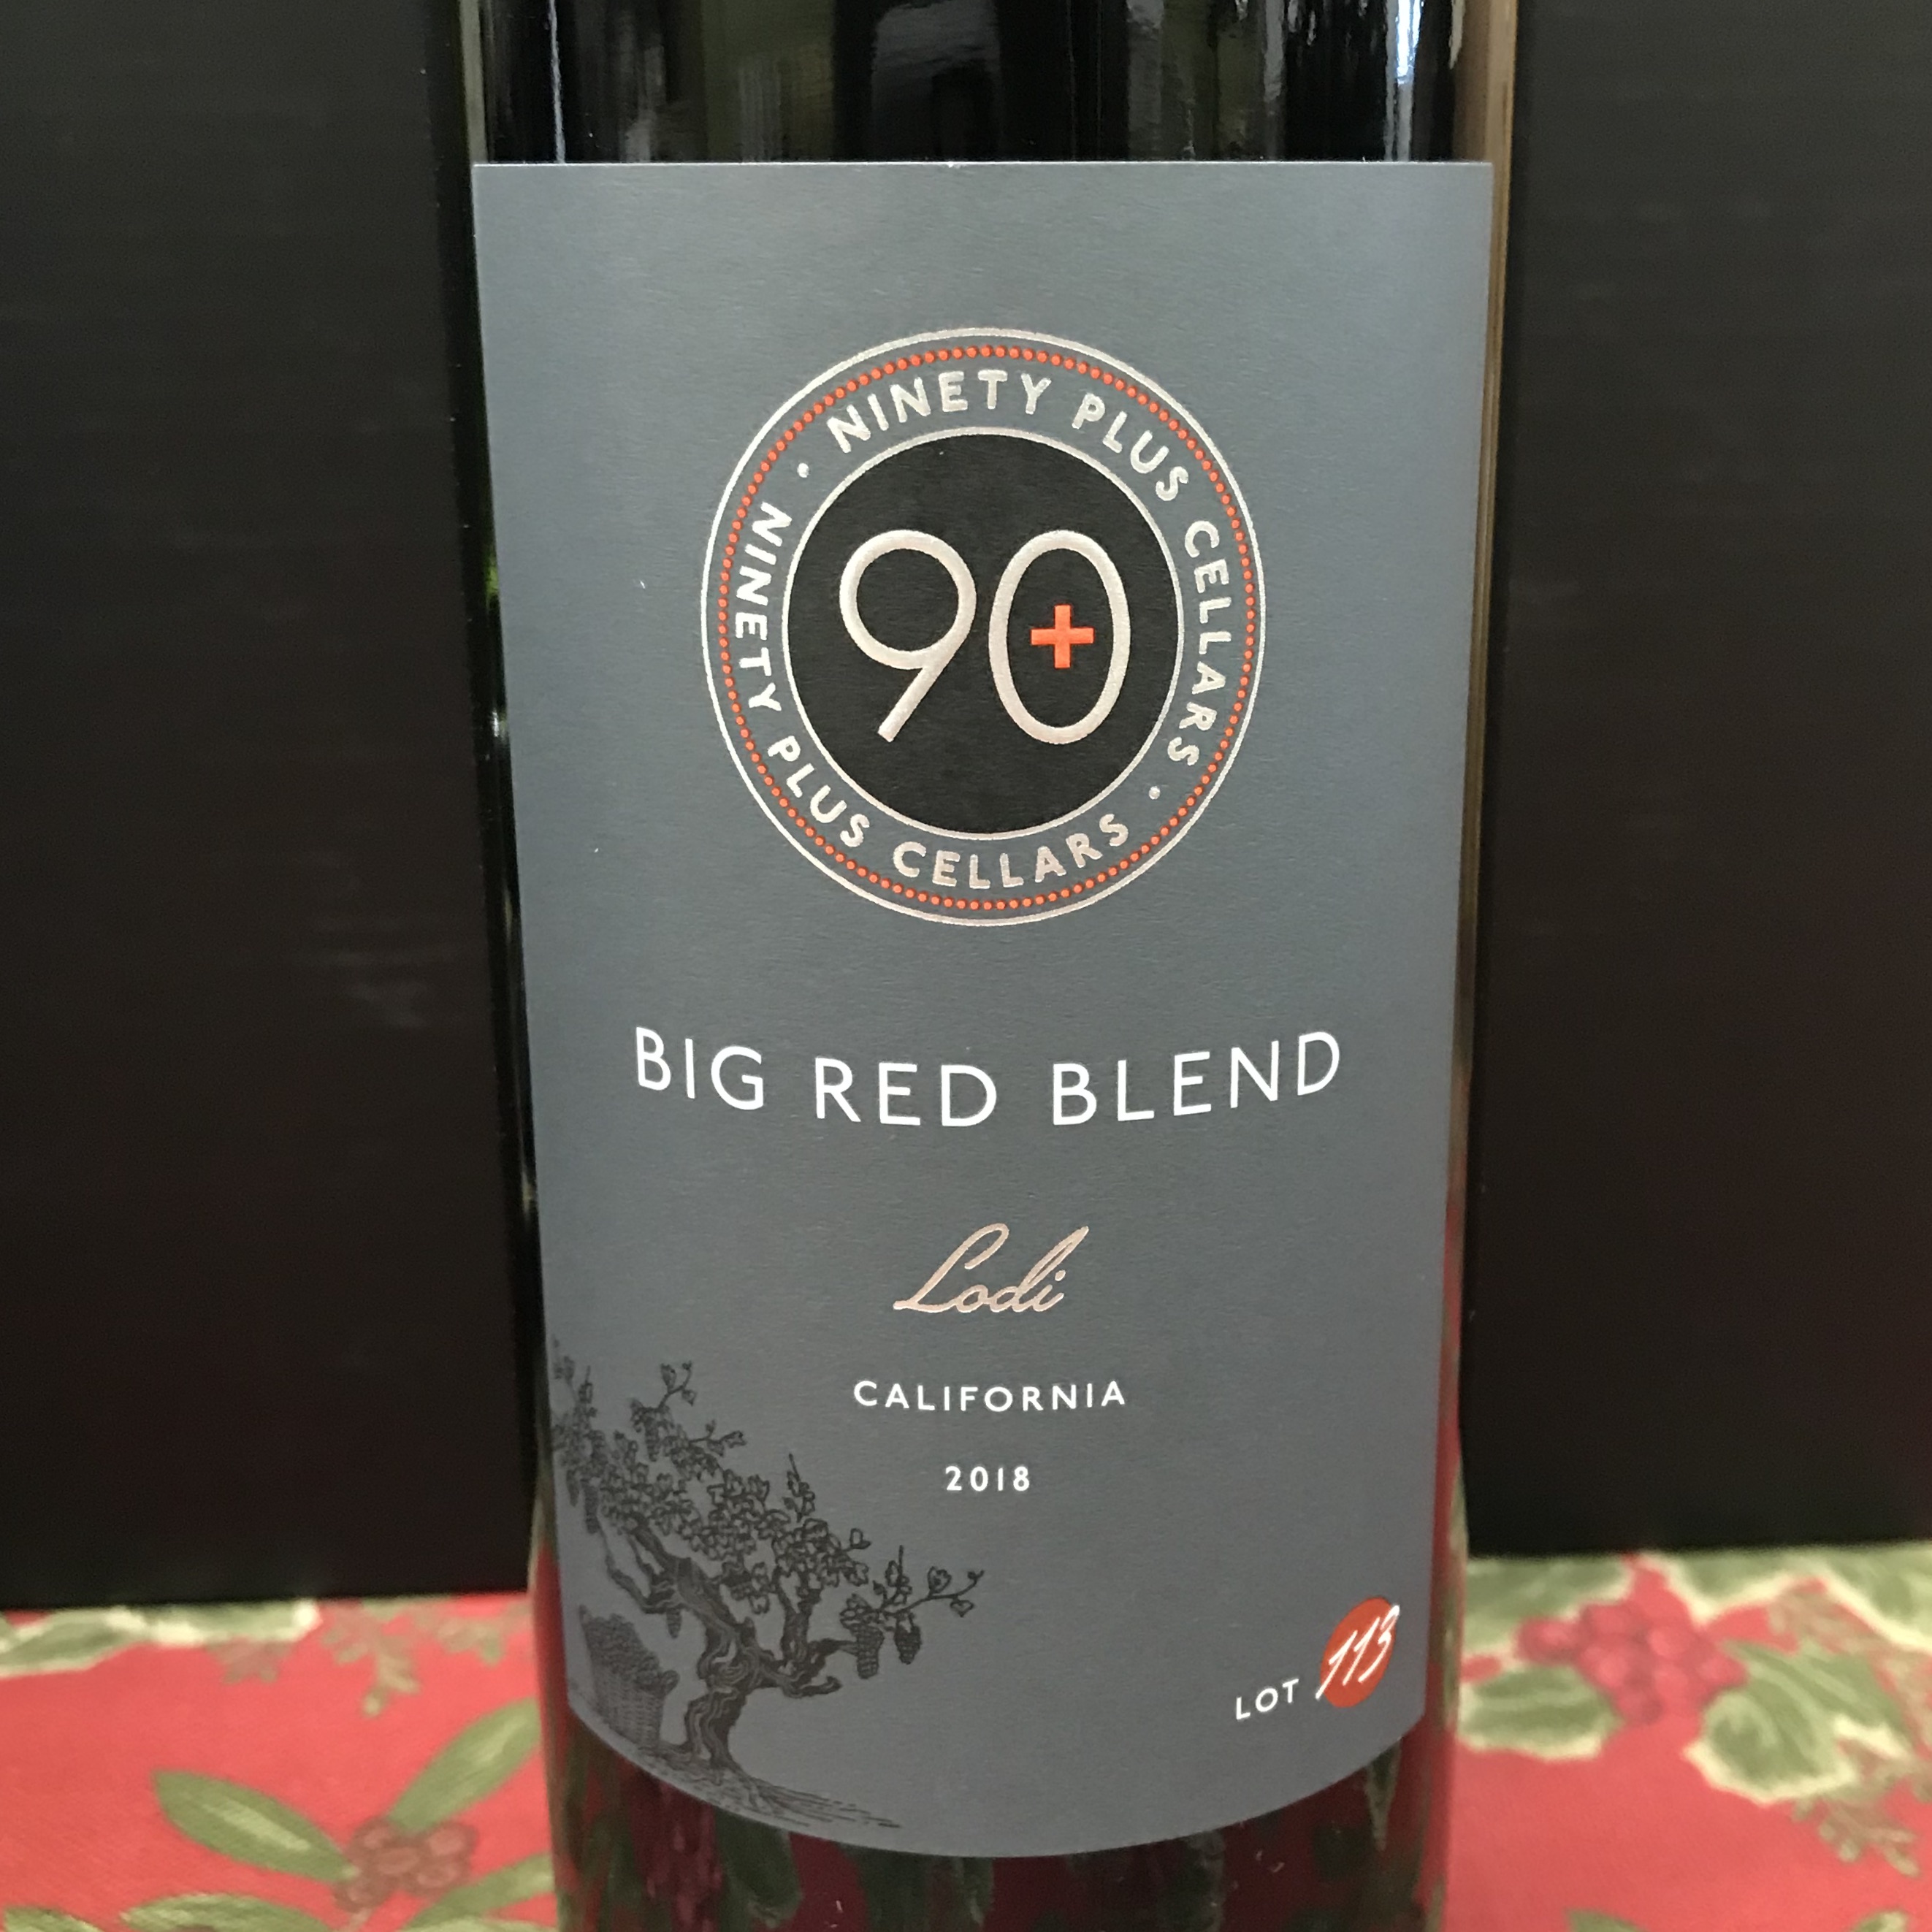 NINETY PLUS CELLARS • NINETY PLUS CELLARS •
90+
BIG RED BLEND
Lodi
CALIFORNIA
2018
LOT 113